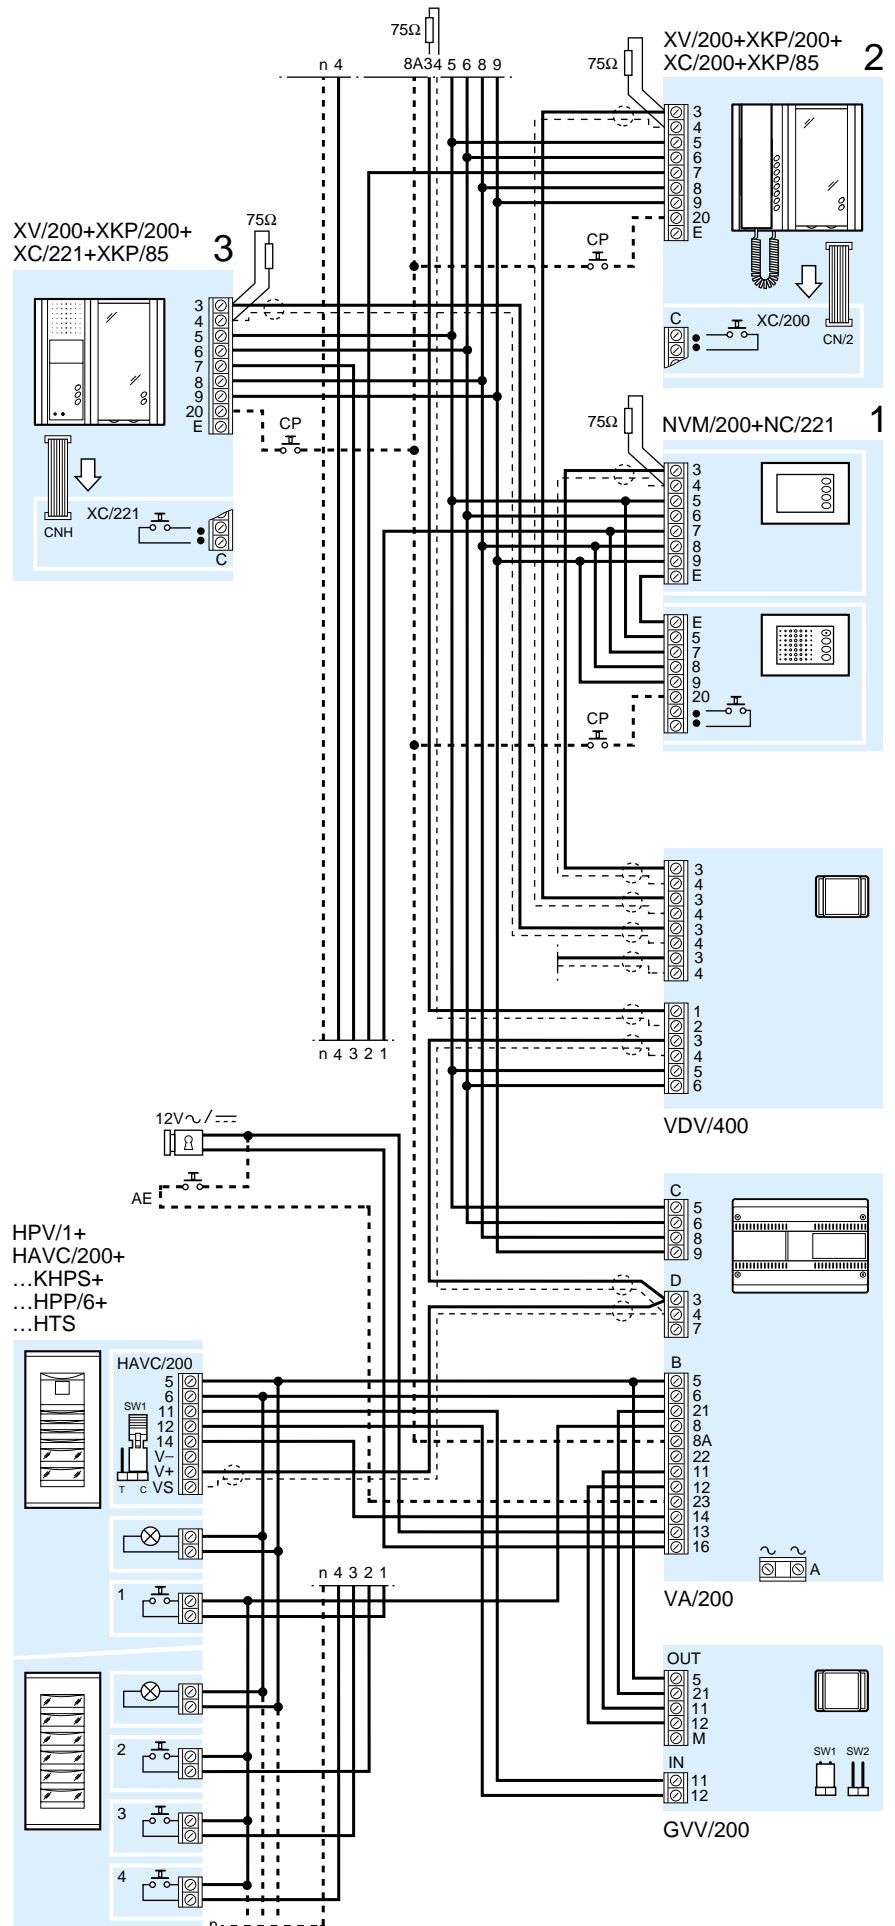 75Ω
n 4 8A 3 4 5 6 8 9
75Ω
XV/200+XKP/200+
XC/200+XKP/85
2
3
4
5
6
7
8
9
20
E
CP
C
XC/200
CN/2
XV/200+XKP/200+
XC/221+XKP/85
3
75Ω
3
4
5
6
7
8
9
20
E
CP
CNH
XC/221
C
75Ω
NVM/200+NC/221
1
3
4
5
6
7
8
9
E
E
5
7
8
9
20
CP
3
4
3
4
3
4
3
4
1
2
3
4
5
6
VDV/400
n 4 3 2 1
12V~/⎓
AE
C
5
6
8
9
D
3
4
7
B
5
6
21
8
8A
22
11
12
23
14
13
16
~ ~
A
VA/200
HPV/1+
HAVC/200+
...KHPS+
...HPP/6+
...HTS
HAVC/200
5
6
11
12
14
V–
V+
VS
SW1
T C
1
n 4 3 2 1
2
3
4
n
OUT
5
21
11
12
M
IN
11
12
SW1 SW2
GVV/200